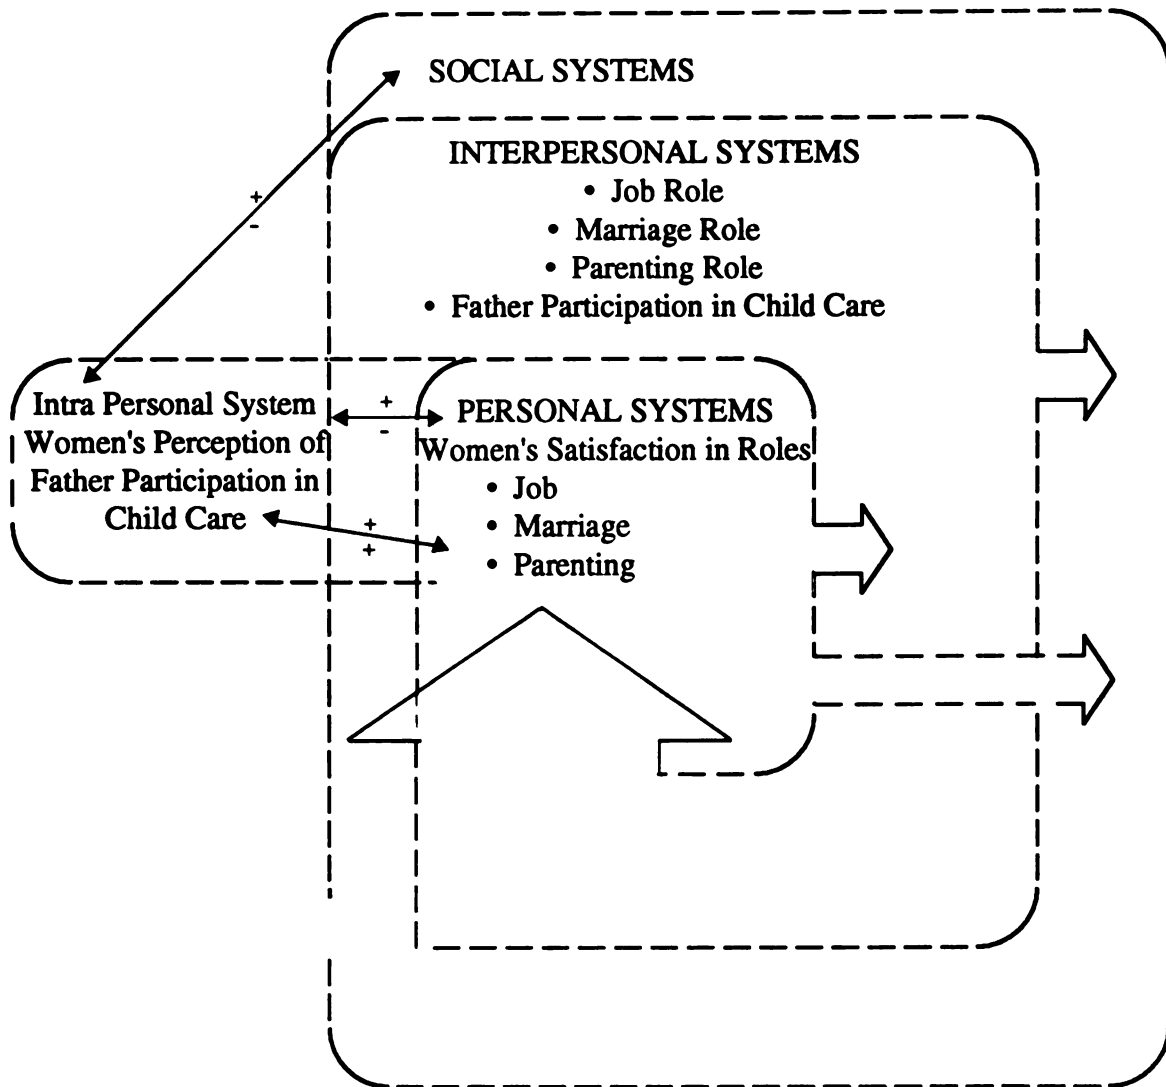 SOCIAL SYSTEMS
INTERPERSONAL SYSTEMS
• Job Role
• Marriage Role
• Parenting Role
• Father Participation in Child Care
+
-
Intra Personal System
Women's Perception of
Father Participation in
Child Care
+
-
+
+
PERSONAL SYSTEMS
Women's Satisfaction in Roles
• Job
• Marriage
• Parenting